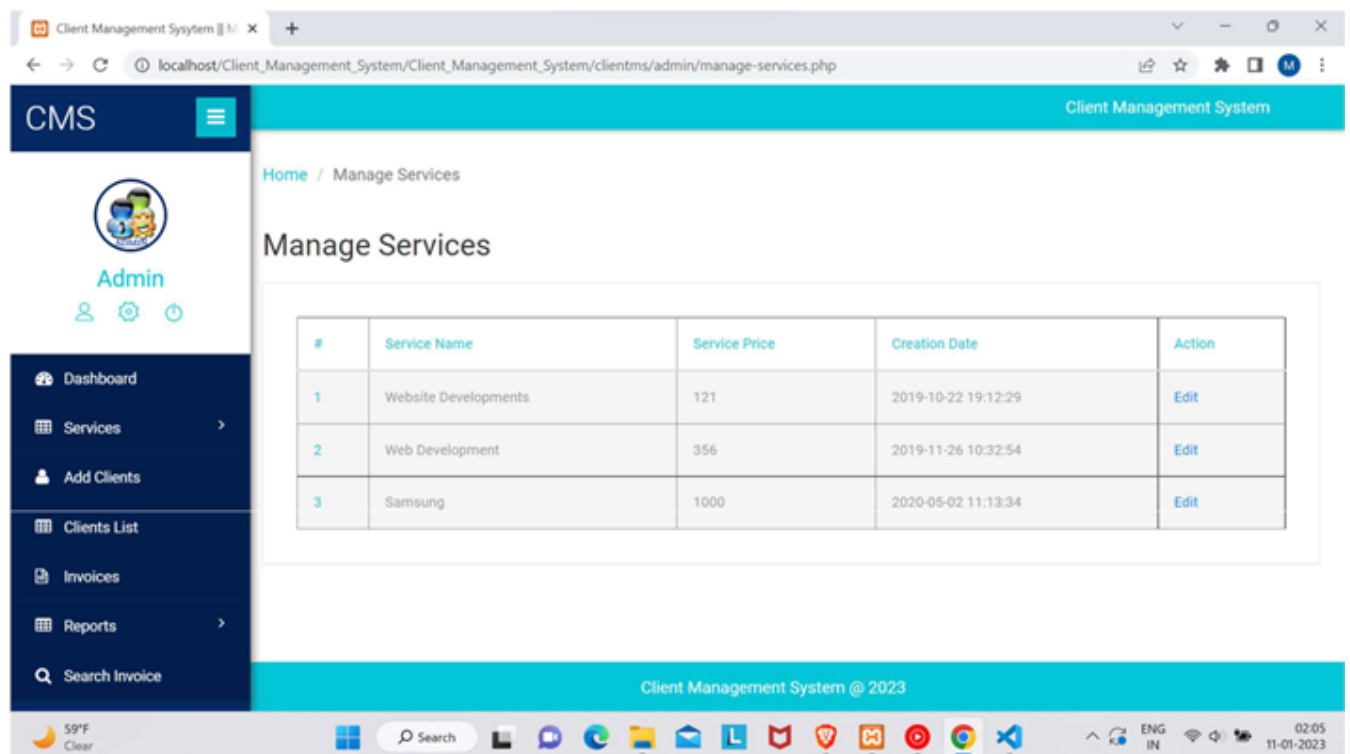 Client Management Sysytem || M
localhost/Client_Management_System/Client_Management_System/clientms/admin/manage-services.php
M
CMS
Client Management System
Home / Manage Services
Manage Services
Admin
# Service Name Service Price Creation Date Action
1 Website Developments 121 2019-10-22 19:12:29 Edit
2 Web Development 356 2019-11-26 10:32:54 Edit
3 Samsung 1000 2020-05-02 11:13:34 Edit
Dashboard
Services
Add Clients
Clients List
Invoices
Reports
Search Invoice
Client Management System @ 2023
59°F
Clear
Search
L
ENG
IN
02:05
11-01-2023